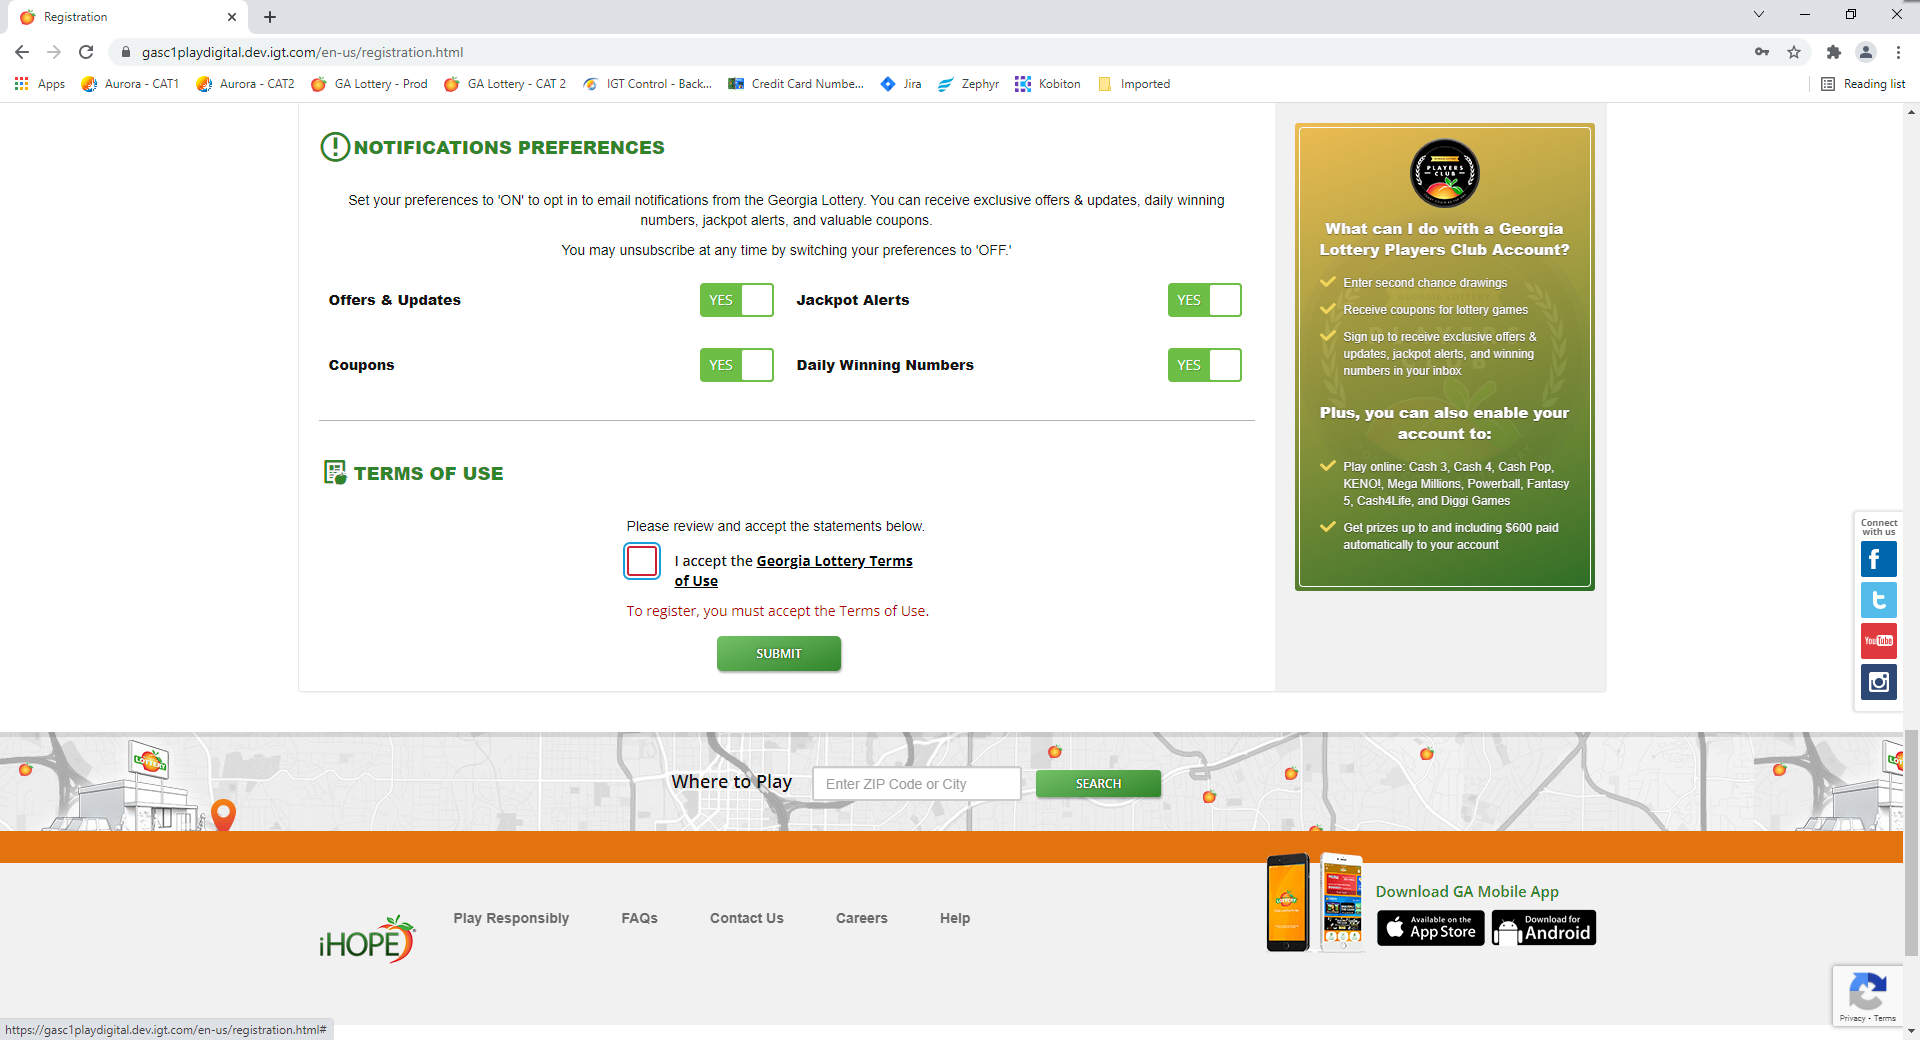 Registration
gasc1playdigital.dev.igt.com/en-us/registration.html
Apps
Aurora - CAT1
Aurora - CAT2
GA Lottery - Prod
GA Lottery - CAT 2
IGT Control - Back...
Credit Card Numbe...
Jira
Zephyr
Kobiton
Imported
Reading list
NOTIFICATIONS PREFERENCES
Set your preferences to 'ON' to opt in to email notifications from the Georgia Lottery. You can receive exclusive offers & updates, daily winning
numbers, jackpot alerts, and valuable coupons.
You may unsubscribe at any time by switching your preferences to 'OFF.'
Offers & Updates
YES
Jackpot Alerts
YES
Coupons
YES
Daily Winning Numbers
YES
TERMS OF USE
Please review and accept the statements below.
I accept the Georgia Lottery Terms
of Use
To register, you must accept the Terms of Use.
SUBMIT
PLAYERS
CLUB
What can I do with a Georgia
Lottery Players Club Account?
Enter second chance drawings
Receive coupons for lottery games
Sign up to receive exclusive offers &
updates, jackpot alerts, and winning
numbers in your inbox
Plus, you can also enable your
account to:
Play online: Cash 3, Cash 4, Cash Pop,
KENO!, Mega Millions, Powerball, Fantasy
5, Cash4Life, and Diggi Games
Get prizes up to and including $600 paid
automatically to your account
Connect
with us
YouTube
LOTTERY
Where to Play
Enter ZIP Code or City
SEARCH
iHOPE
Play Responsibly
FAQs
Contact Us
Careers
Help
Download GA Mobile App
Available on the
App Store
Download for
Android
Privacy - Terms
https://gasc1playdigital.dev.igt.com/en-us/registration.html#